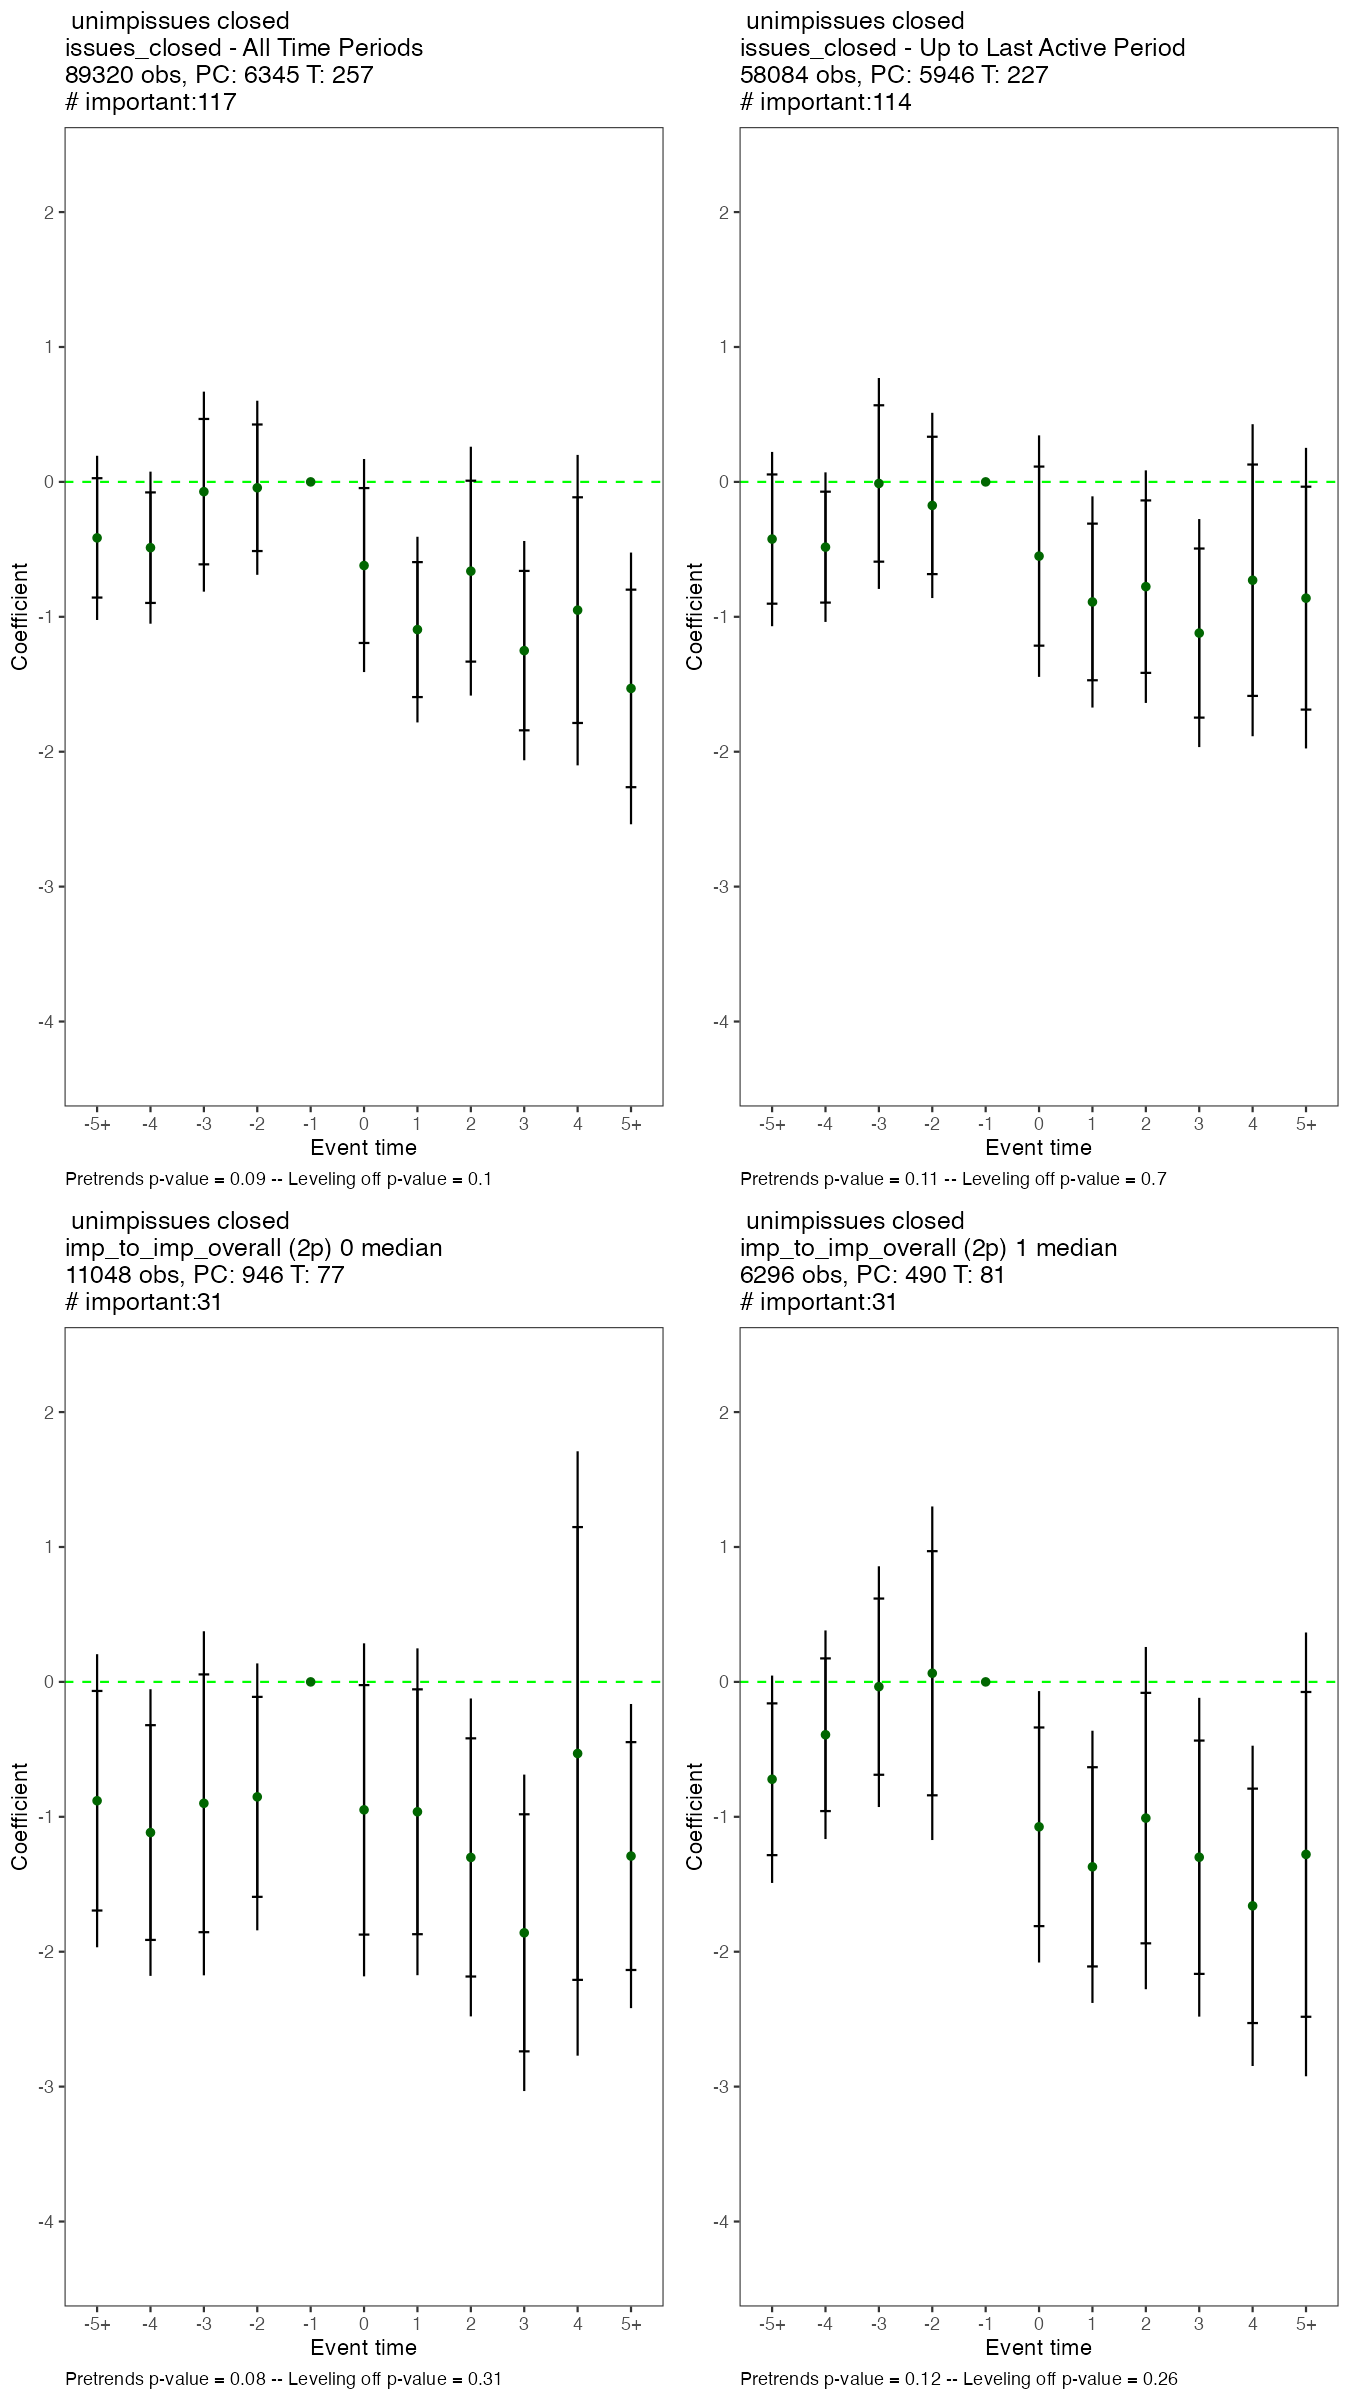 unimpissues closed
issues_closed - All Time Periods
89320 obs, PC: 6345 T: 257
# important:117
2
1
0
-1
-2
-3
-4
Coefficient
-5+ -4 -3 -2 -1 0 1 2 3 4 5+
Event time
Pretrends p-value = 0.09 -- Leveling off p-value = 0.1
unimpissues closed
issues_closed - Up to Last Active Period
58084 obs, PC: 5946 T: 227
# important:114
2
1
0
-1
-2
-3
-4
Coefficient
-5+ -4 -3 -2 -1 0 1 2 3 4 5+
Event time
Pretrends p-value = 0.11 -- Leveling off p-value = 0.7
unimpissues closed
imp_to_imp_overall (2p) 0 median
11048 obs, PC: 946 T: 77
# important:31
2
1
0
-1
-2
-3
-4
Coefficient
-5+ -4 -3 -2 -1 0 1 2 3 4 5+
Event time
Pretrends p-value = 0.08 -- Leveling off p-value = 0.31
unimpissues closed
imp_to_imp_overall (2p) 1 median
6296 obs, PC: 490 T: 81
# important:31
2
1
0
-1
-2
-3
-4
Coefficient
-5+ -4 -3 -2 -1 0 1 2 3 4 5+
Event time
Pretrends p-value = 0.12 -- Leveling off p-value = 0.26